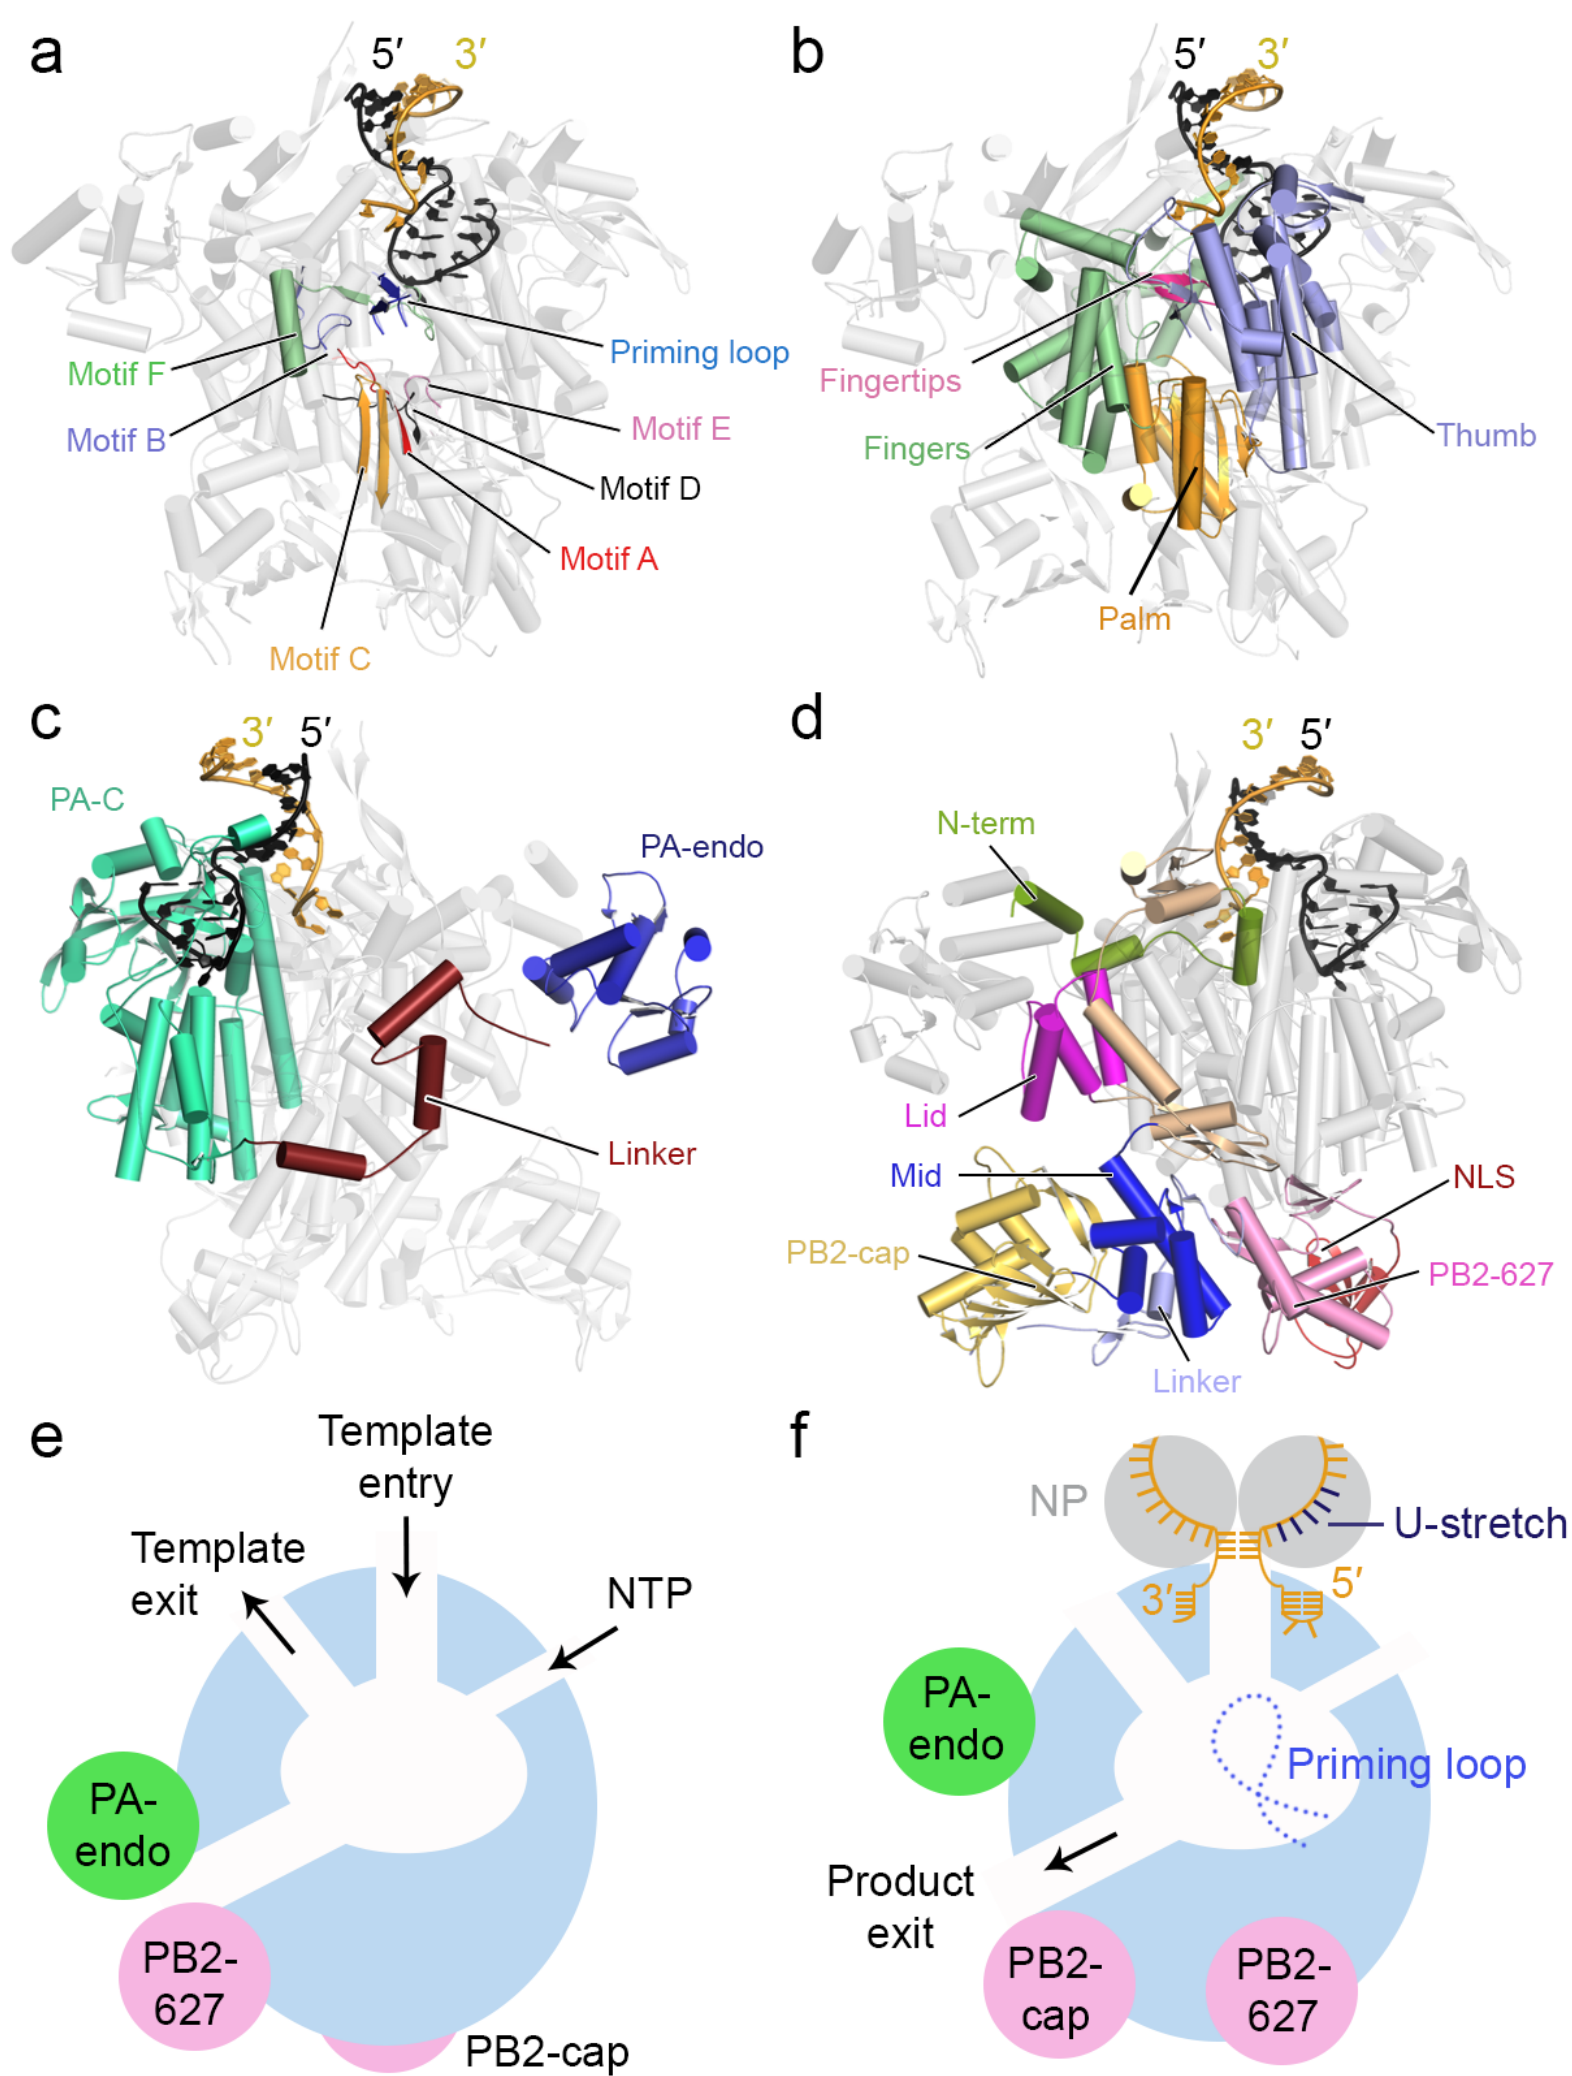 a
5′ 3′
Priming loop
Motif F
Motif B
Motif E
Motif D
Motif A
Motif C
b
5′ 3′
Fingertips
Fingers
Thumb
Palm
c
3′ 5′
PA-C
PA-endo
Linker
d
3′ 5′
N-term
Lid
Mid
NLS
PB2-cap
PB2-627
Linker
e
Template
entry
Template
exit
NTP
PA-
endo
PB2-
627
PB2-cap
f
NP
U-stretch
3′
5′
PA-
endo
Priming loop
Product
exit
PB2-
cap
PB2-
627